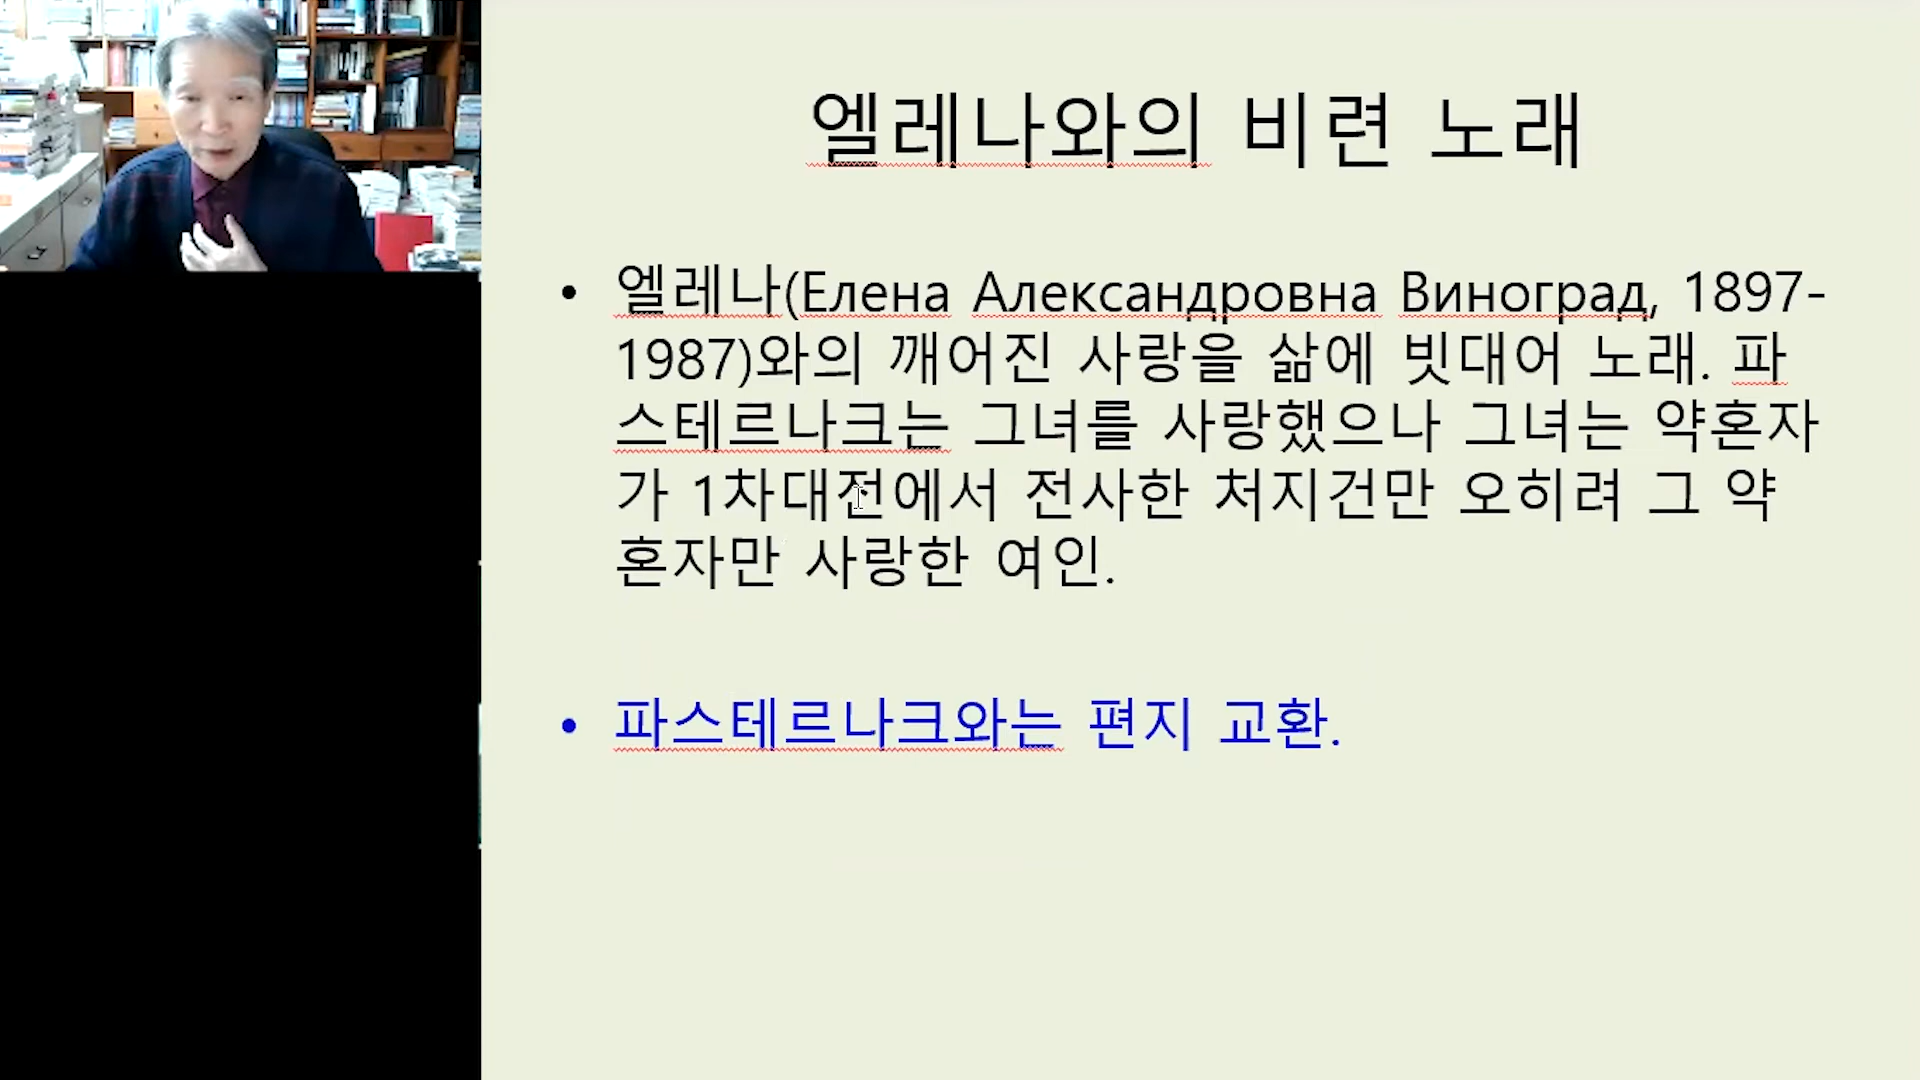 엘레나와의 비련 노래
• 엘레나(Елена Александровна Виноград, 1897-
1987)와의 깨어진 사랑을 삶에 빗대어 노래. 파
스테르나크는 그녀를 사랑했으나 그녀는 약혼자
가 1차대전에서 전사한 처지건만 오히려 그 약
혼자만 사랑한 여인.
• 파스테르나크와는 편지 교환.